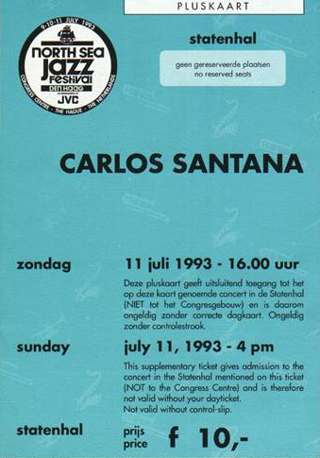 PLUSKAART
9-10-11 JULY 1993
NORTH SEA
JAZZ
FESTIVAL
DEN HAAG
JVC
CONGRESS CENTRE - THE HAGUE - THE NETHERLANDS
statenhal
geen gereserveerde plaatsen
no reserved seats
CARLOS SANTANA
zondag 11 juli 1993 - 16.00 uur
Deze pluskaart geeft uitsluitend toegang tot het
op deze kaart genoemde concert in de Statenhal
(NIET tot het Congresgebouw) en is daarom
ongeldig zonder correcte dagkaart. Ongeldig
zonder controlestrook.
sunday july 11, 1993 - 4 pm
This supplementary ticket gives admission to the
concert in the Statenhal mentioned on this ticket
(NOT to the Congress Centre) and is therefore
not valid without your dayticket.
Not valid without control-slip.
statenhal prijs
price f 10,-